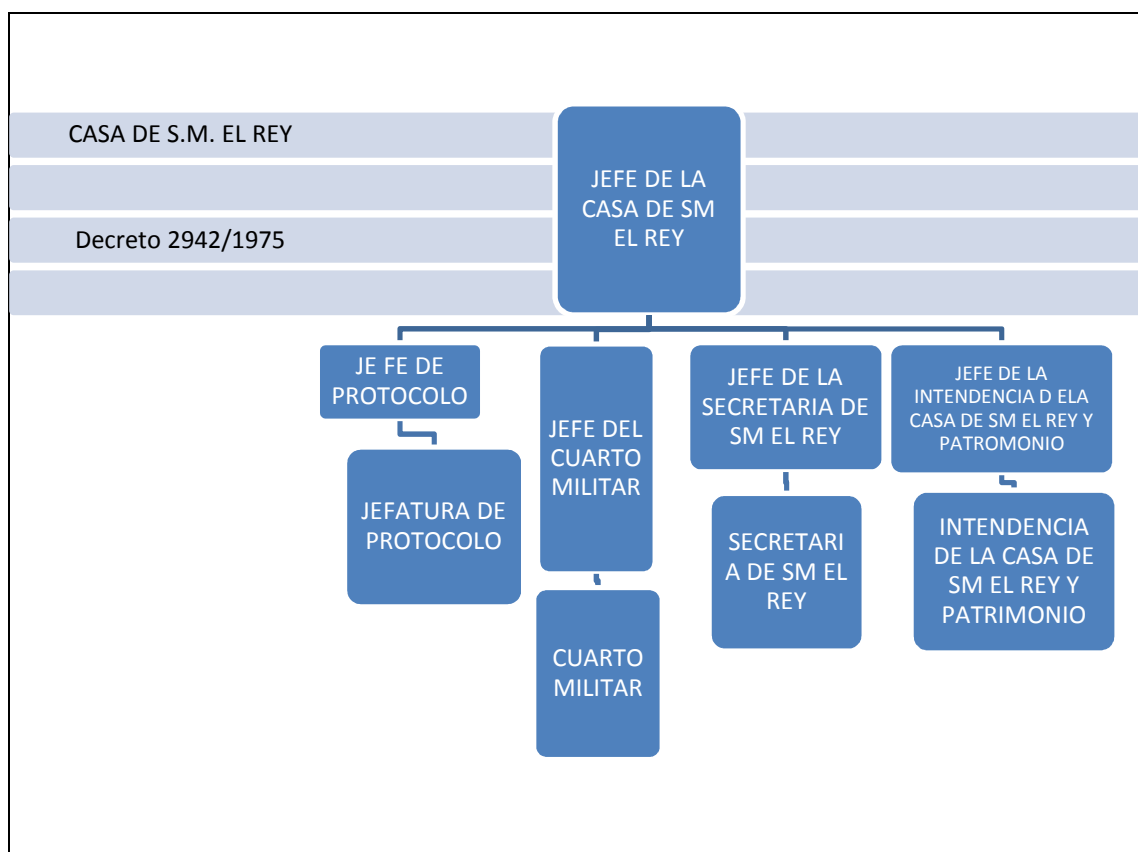 CASA DE S.M. EL REY
Decreto 2942/1975
JEFE DE LA
CASA DE SM
EL REY
JE FE DE
PROTOCOLO
JEFATURA DE
PROTOCOLO
JEFE DEL
CUARTO
MILITAR
CUARTO
MILITAR
JEFE DE LA
SECRETARIA DE
SM EL REY
SECRETARI
A DE SM EL
REY
JEFE DE LA
INTENDENCIA D ELA
CASA DE SM EL REY Y
PATROMONIO
INTENDENCIA
DE LA CASA DE
SM EL REY Y
PATRIMONIO